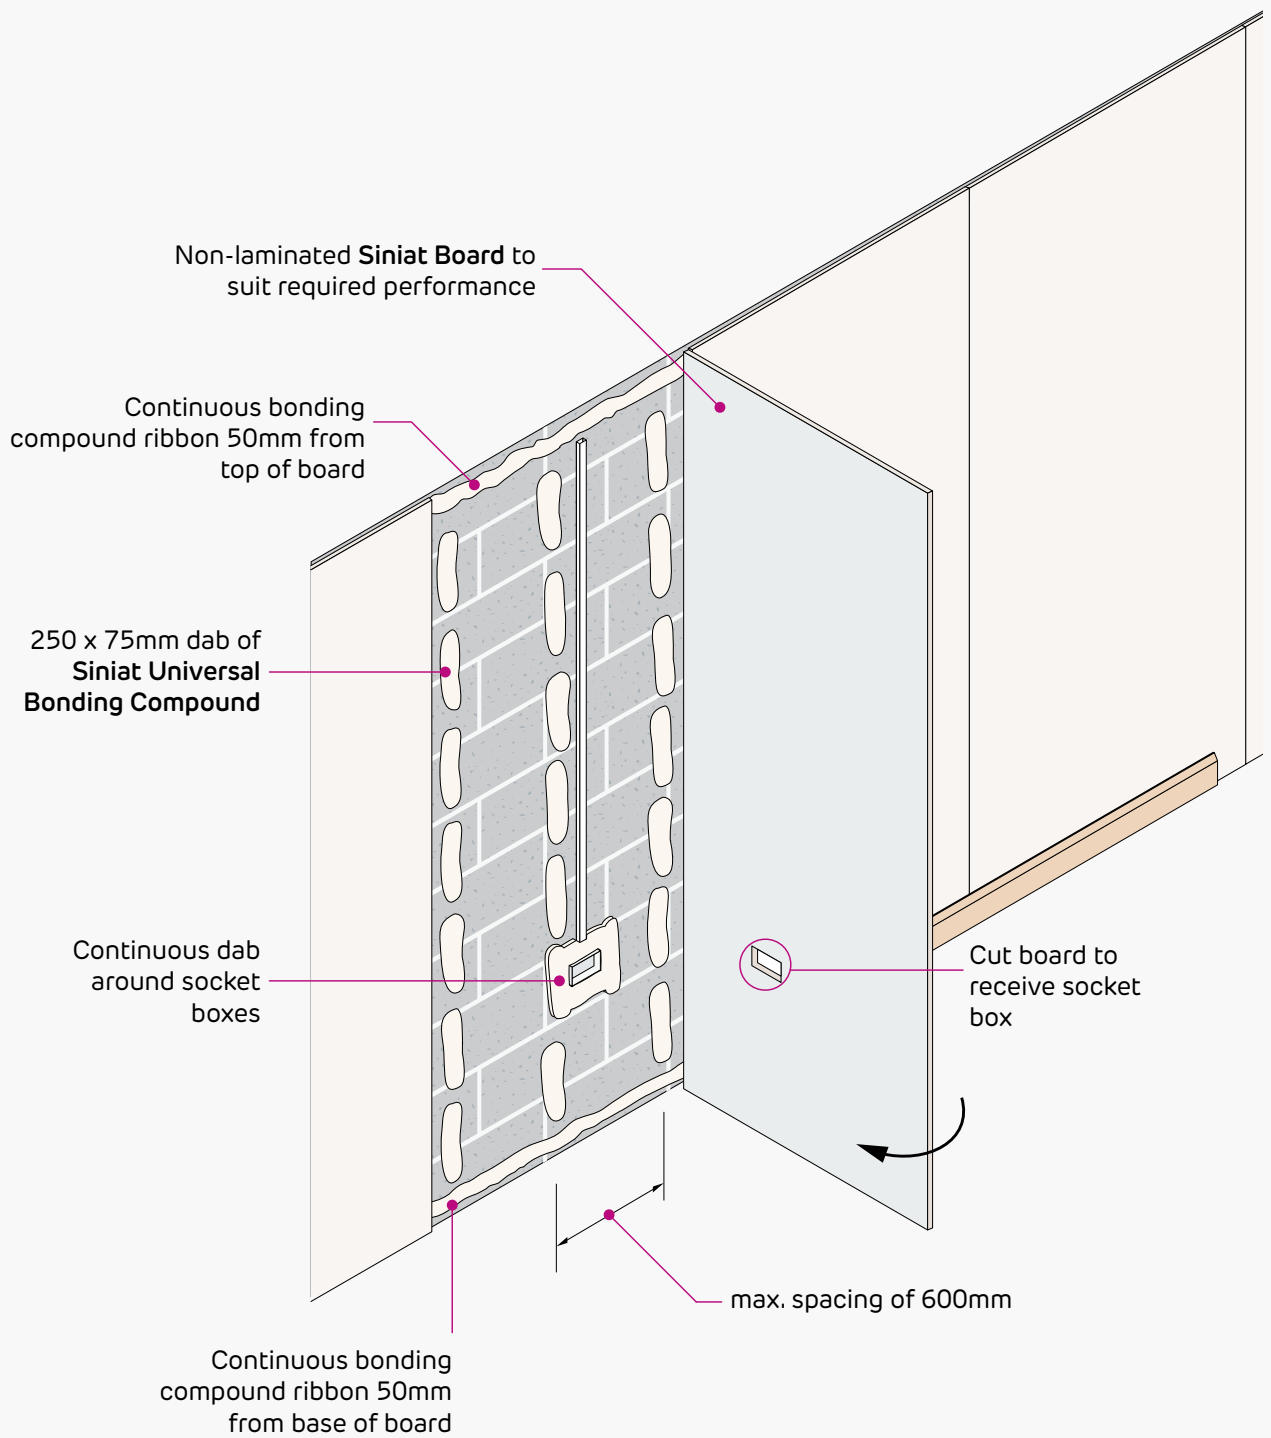 Non-laminated Siniat Board to
suit required performance
Continuous bonding
compound ribbon 50mm from
top of board
250 x 75mm dab of
Siniat Universal
Bonding Compound
Continuous dab
around socket
boxes
Cut board to
receive socket
box
max. spacing of 600mm
Continuous bonding
compound ribbon 50mm
from base of board